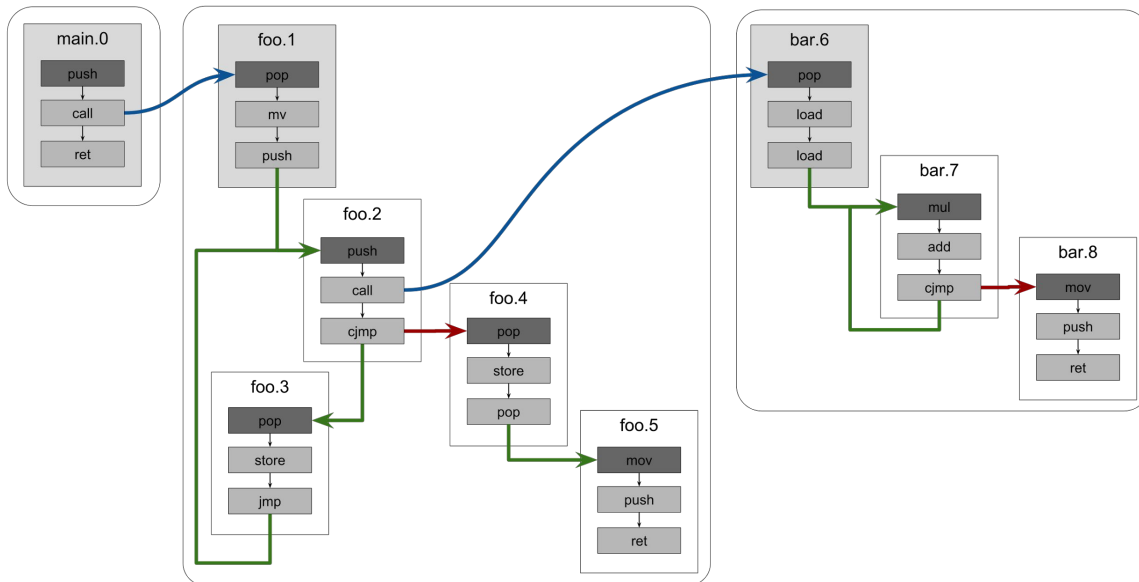 main.0
push
call
ret
foo.1
pop
mv
push
foo.2
push
call
cjmp
foo.3
pop
store
jmp
foo.4
pop
store
pop
foo.5
mov
push
ret
bar.6
pop
load
load
bar.7
mul
add
cjmp
bar.8
mov
push
ret